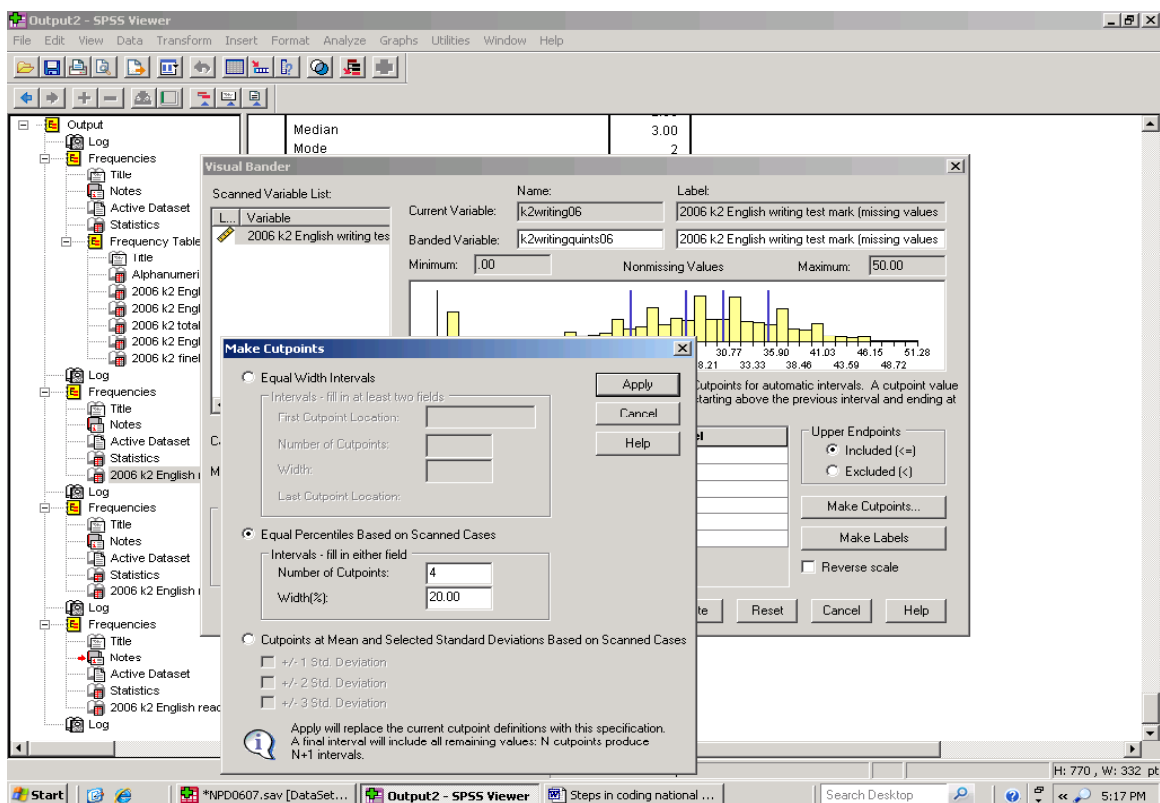 Output2 - SPSS Viewer
File Edit View Data Transform Insert Format Analyze Graphs Utilities Window Help
Output
Log
Frequencies
Title
Notes
Active Dataset
Statistics
Frequency Table
Title
Alphanumeri
2006 k2 Engl
2006 k2 Engl
2006 k2 total
2006 k2 Engl
2006 k2 finel
Log
Frequencies
Title
Notes
Active Dataset
Statistics
2006 k2 English r
Log
Frequencies
Title
Notes
Active Dataset
Statistics
2006 k2 English r
Log
Frequencies
Title
Notes
Active Dataset
Statistics
2006 k2 English reac
Log
Median 3.00
Mode 2
Visual Bander
Scanned Variable List:
L... Variable
2006 k2 English writing tes
Name: Label:
Current Variable: k2writing06 2006 k2 English writing test mark (missing values
Banded Variable: k2writingquints06 2006 k2 English writing test mark (missing values
Minimum: .00 Nonmissing Values Maximum: 50.00
30.77 35.90 41.03 46.15 51.28
8.21 33.33 38.46 43.59 48.72
Cutpoints for automatic intervals. A cutpoint value
starting above the previous interval and ending at
el
Upper Endpoints
Included (<=)
Excluded (<)
Make Cutpoints...
Make Labels
Reverse scale
te Reset Cancel Help
Make Cutpoints
Equal Width Intervals
Intervals - fill in at least two fields
First Cutpoint Location:
Number of Cutpoints:
Width:
Last Cutpoint Location:
Apply
Cancel
Help
Equal Percentiles Based on Scanned Cases
Intervals - fill in either field
Number of Cutpoints: 4
Width(%): 20.00
Cutpoints at Mean and Selected Standard Deviations Based on Scanned Cases
+/- 1 Std. Deviation
+/- 2 Std. Deviation
+/- 3 Std. Deviation
Apply will replace the current cutpoint definitions with this specification.
A final interval will include all remaining values: N cutpoints produce
N+1 intervals.
H: 770 , W: 332 pt
Start *NPD0607.sav [DataSet... Output2 - SPSS Viewer Steps in coding national ... Search Desktop 5:17 PM